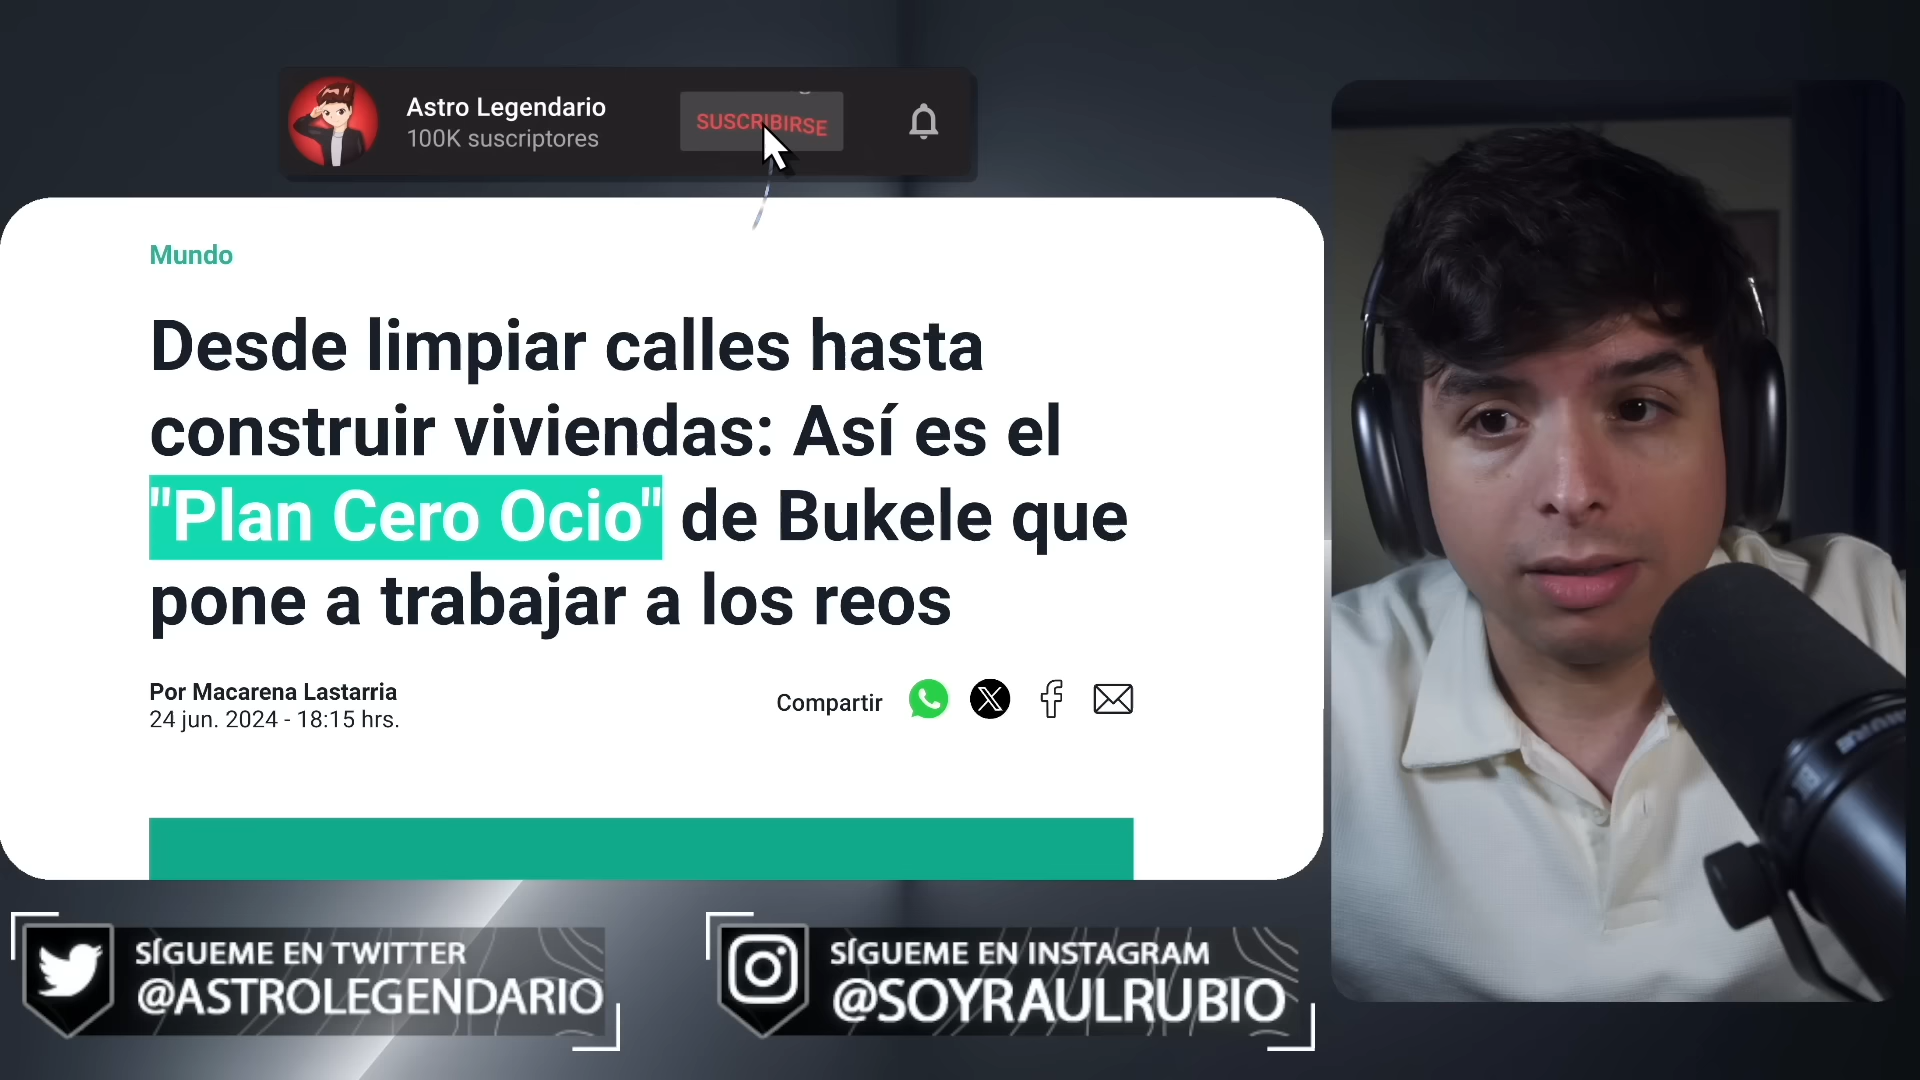 Astro Legendario
100K suscriptores
SUSCRIBIRSE
Mundo
Desde limpiar calles hasta
construir viviendas: Así es el
"Plan Cero Ocio" de Bukele que
pone a trabajar a los reos
Por Macarena Lastarria
24 jun. 2024 - 18:15 hrs.
Compartir
SÍGUEME EN TWITTER
@ASTROLEGENDARIO
SÍGUEME EN INSTAGRAM
@SOYRAULRUBIO